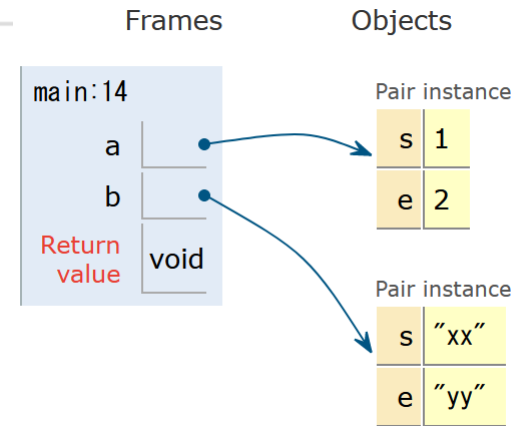 Frames Objects
main:14
a
b
Return
value
void
Pair instance
s 1
e 2
Pair instance
s "xx"
e "yy"